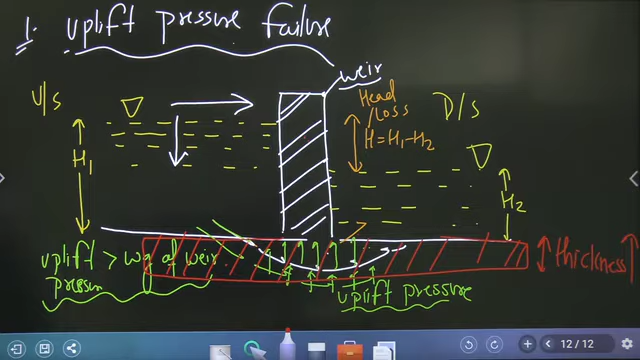 1. uplift pressure failure
weir
U/S
Head
Loss
D/S
H1
H = H1-H2
H2
uplift > wg of weir
pressure
uplift pressure
thickness
12/12